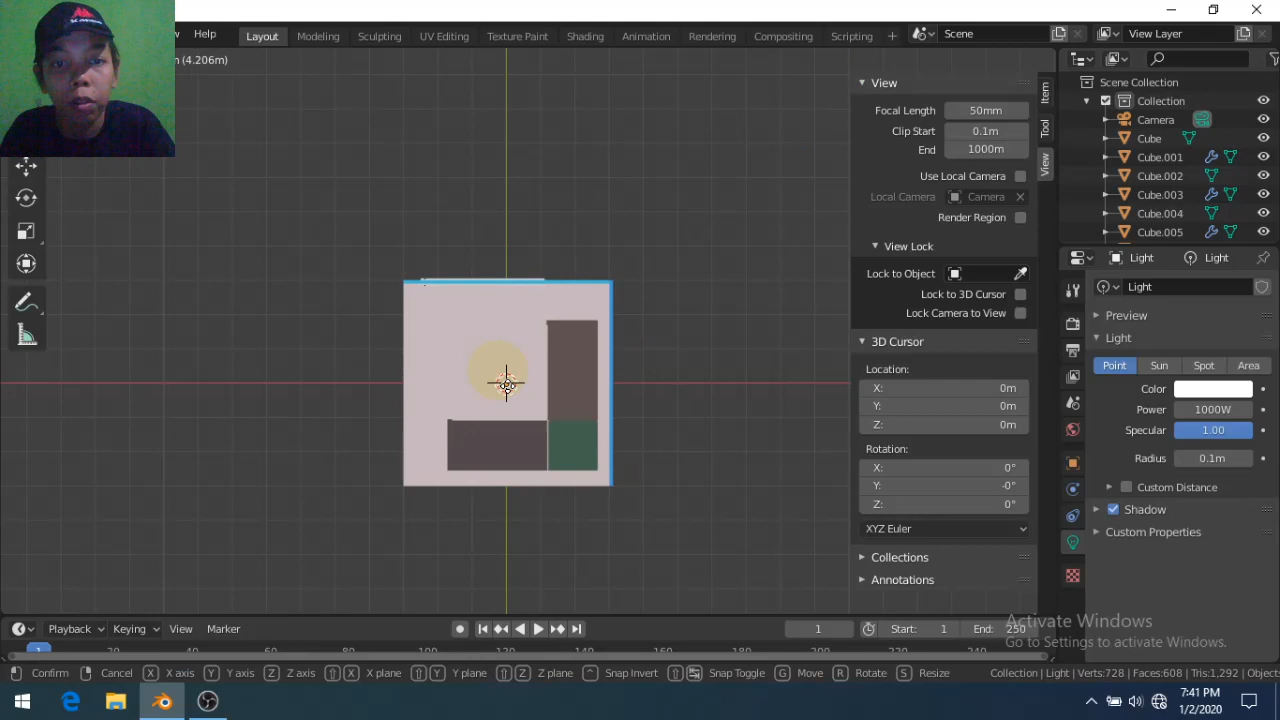 Help
Layout
Modeling
Sculpting
UV Editing
Texture Paint
Shading
Animation
Rendering
Compositing
Scripting
+
Scene
View Layer
(4.206m)
View
Focal Length 50mm
Clip Start 0.1m
End 1000m
Use Local Camera
Local Camera Camera
Render Region
View Lock
Lock to Object
Lock to 3D Cursor
Lock Camera to View
3D Cursor
Location:
X: 0m
Y: 0m
Z: 0m
Rotation:
X: 0°
Y: -0°
Z: 0°
XYZ Euler
Collections
Annotations
Item
Tool
View
Scene Collection
Collection
Camera
Cube
Cube.001
Cube.002
Cube.003
Cube.004
Cube.005
Light
Light
Light
Preview
Light
Point Sun Spot Area
Color
Power 1000W
Specular 1.00
Radius 0.1m
Custom Distance
Shadow
Custom Properties
Playback
Keying
View
Marker
1
Start: 1
End: 250
1
100
120
140
Activate Windows
Go to Settings to activate Windows.
Confirm Cancel X X axis Y Y axis Z Z axis X X plane Y Y plane Z Z plane Snap Invert Snap Toggle G Move R Rotate S Resize
Collection | Light | Verts:728 | Faces:608 | Tris:1,292 |
7:41 PM
1/2/2020